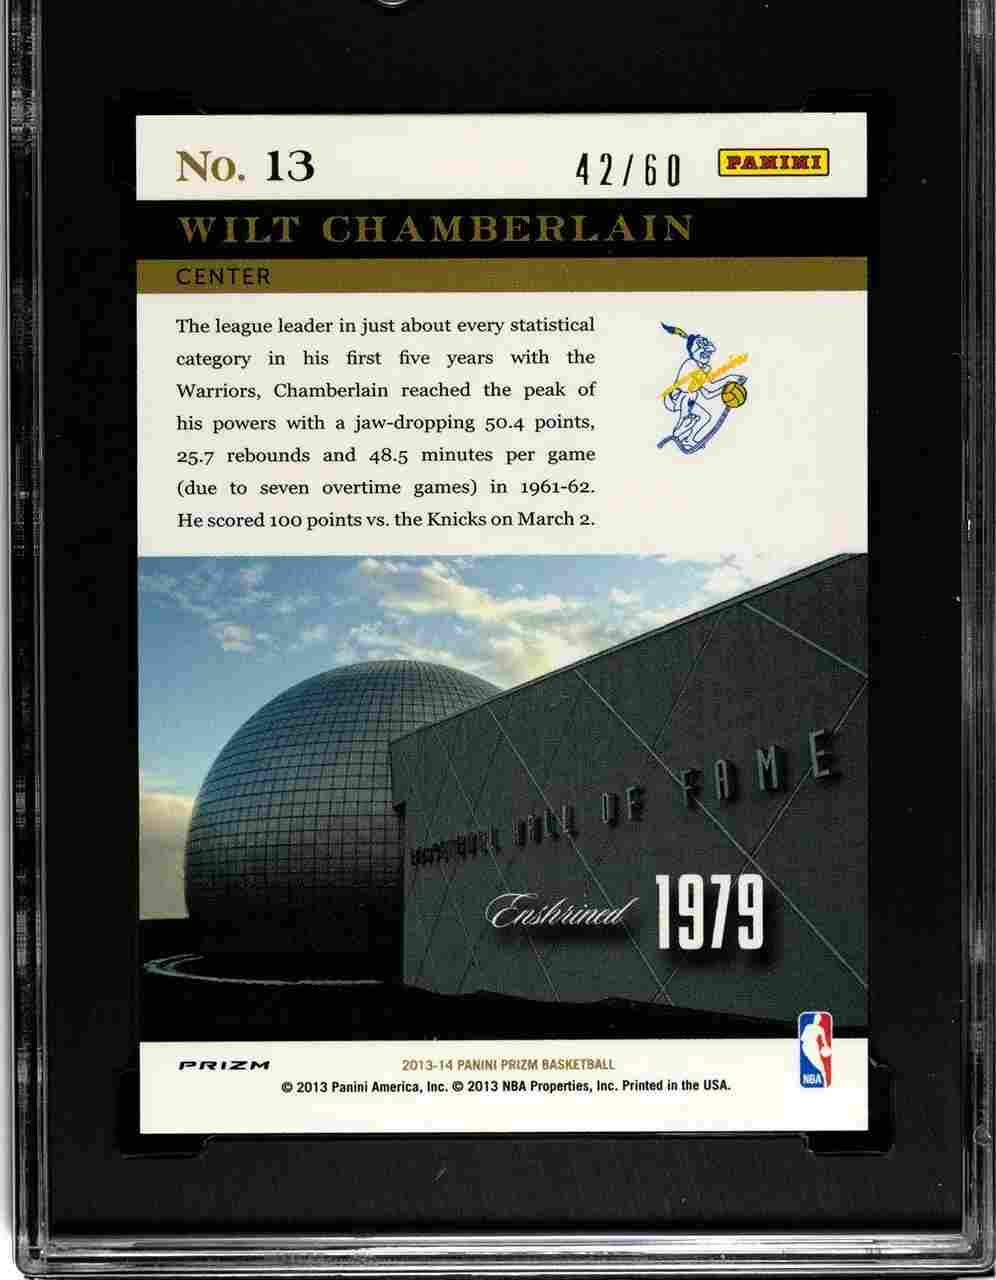 No. 13
42/60
PANINI
WILT CHAMBERLAIN
CENTER
The league leader in just about every statistical
category in his first five years with the
Warriors, Chamberlain reached the peak of
his powers with a jaw-dropping 50.4 points,
25.7 rebounds and 48.5 minutes per game
(due to seven overtime games) in 1961-62.
He scored 100 points vs. the Knicks on March 2.
Warriors
BASKETBALL HALL OF FAME
Enshrined 1979
PRIZM
2013-14 PANINI PRIZM BASKETBALL
© 2013 Panini America, Inc. © 2013 NBA Properties, Inc. Printed in the USA.
NBA